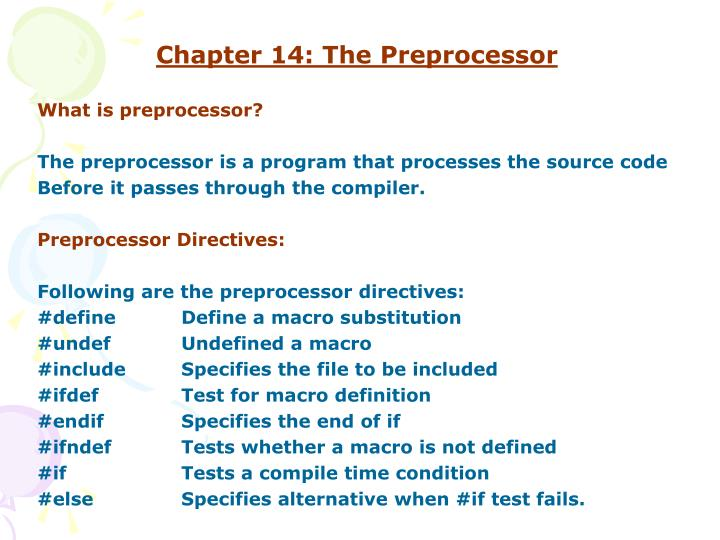 Chapter 14: The Preprocessor
What is preprocessor?
The preprocessor is a program that processes the source code
Before it passes through the compiler.
Preprocessor Directives:
Following are the preprocessor directives:
#define Define a macro substitution
#undef Undefined a macro
#include Specifies the file to be included
#ifdef Test for macro definition
#endif Specifies the end of if
#ifndef Tests whether a macro is not defined
#if Tests a compile time condition
#else Specifies alternative when #if test fails.